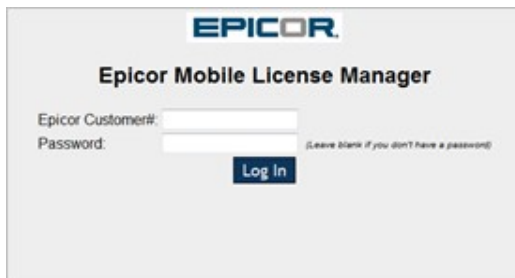 EPICOR.
Epicor Mobile License Manager
Epicor Customer#:
Password: (Leave blank if you don't have a password)
Log In